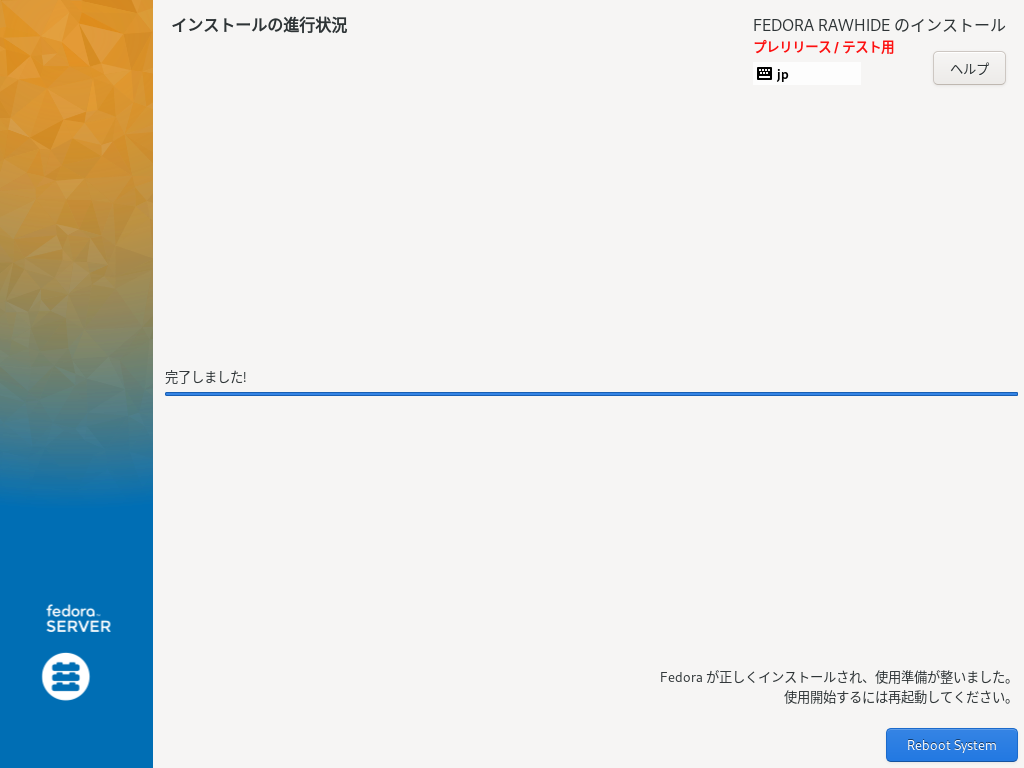 インストールの進行状況
FEDORA RAWHIDE のインストール
プレリリース / テスト用
jp
ヘルプ
完了しました!
fedora™
SERVER
Fedora が正しくインストールされ、使用準備が整いました。
使用開始するには再起動してください。
Reboot System